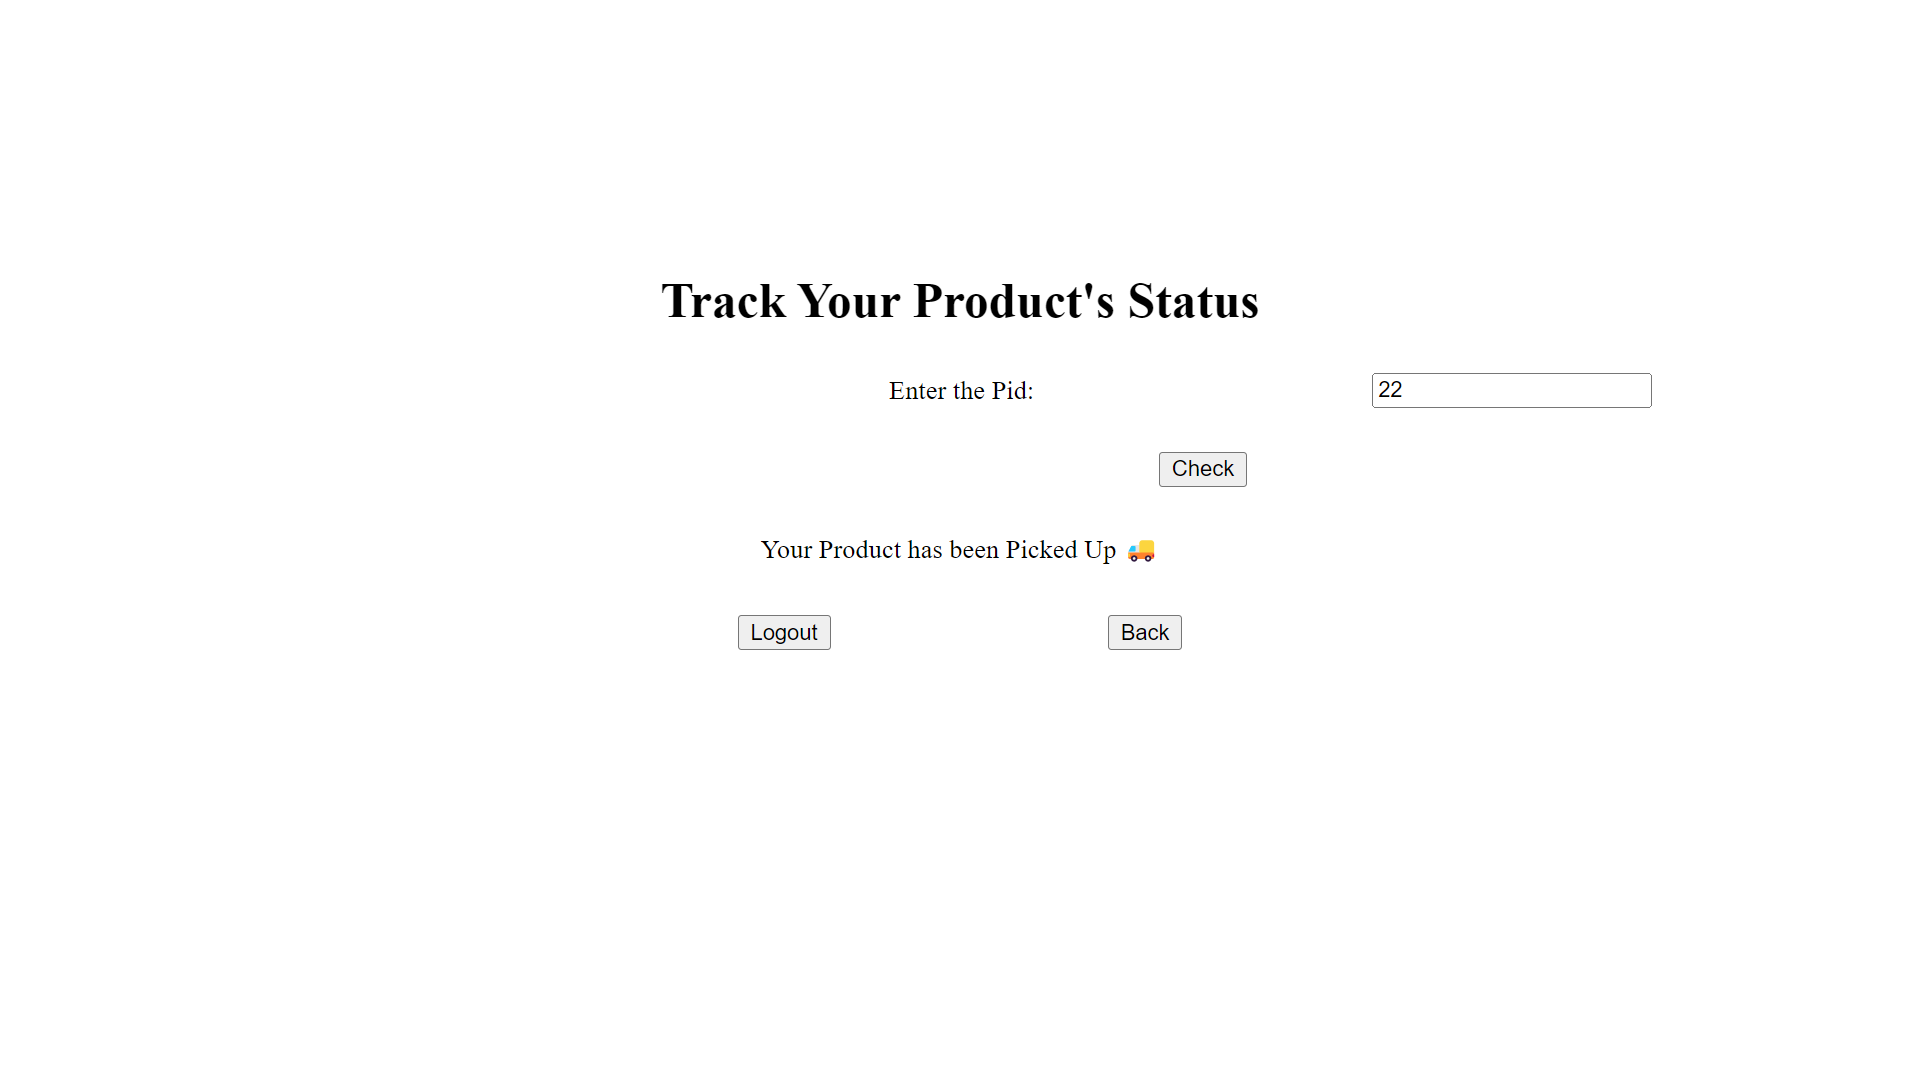 Track Your Product's Status
Enter the Pid: 22
Check
Your Product has been Picked Up 🚚
Logout Back